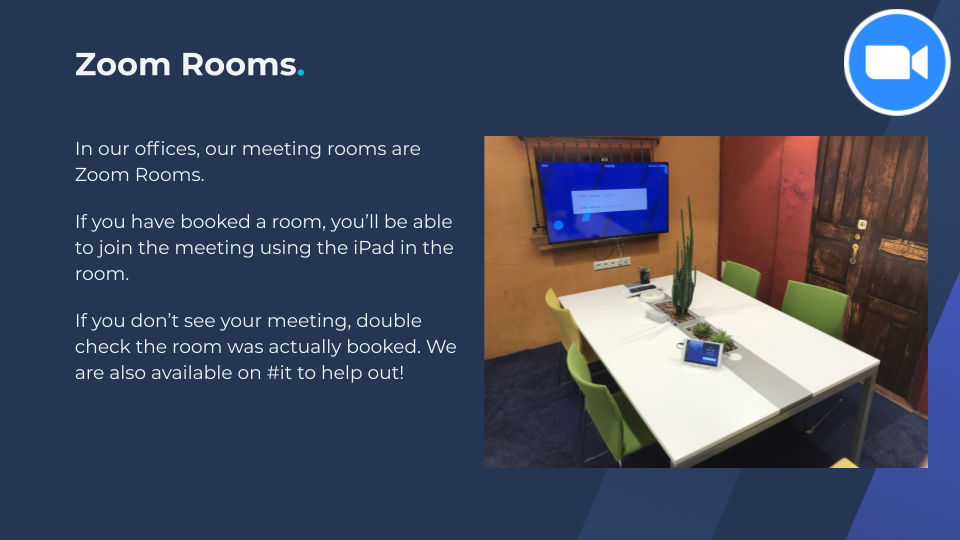 Zoom Rooms.
In our offices, our meeting rooms are
Zoom Rooms.
If you have booked a room, you’ll be able
to join the meeting using the iPad in the
room.
If you don’t see your meeting, double
check the room was actually booked. We
are also available on #it to help out!